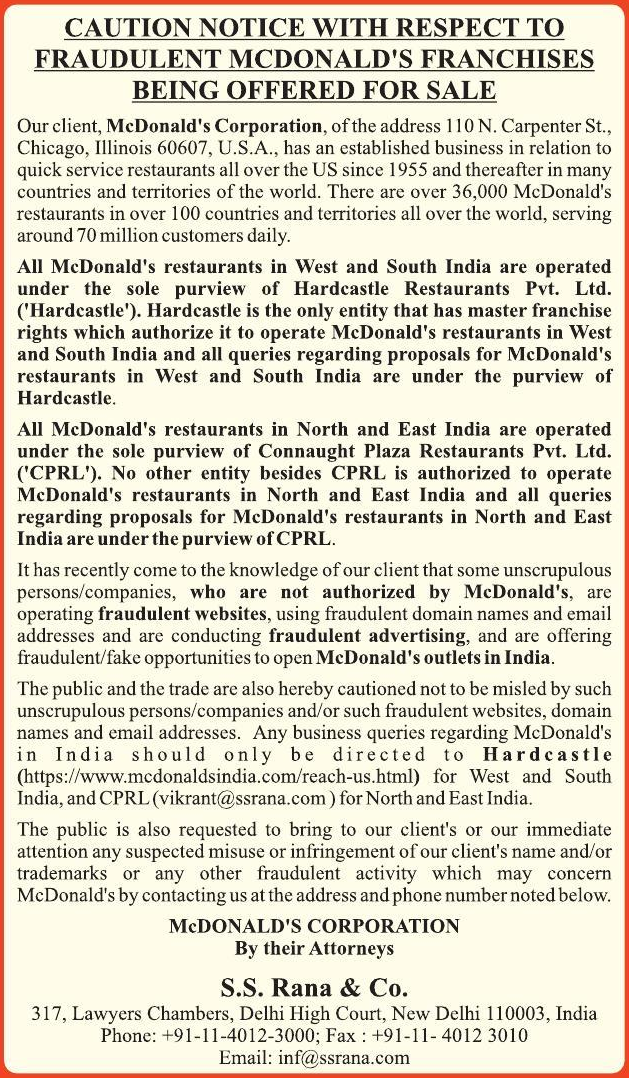 CAUTION NOTICE WITH RESPECT TO
FRAUDULENT MCDONALD'S FRANCHISES
BEING OFFERED FOR SALE
Our client, McDonald's Corporation, of the address 110 N. Carpenter St.,
Chicago, Illinois 60607, U.S.A., has an established business in relation to
quick service restaurants all over the US since 1955 and thereafter in many
countries and territories of the world. There are over 36,000 McDonald's
restaurants in over 100 countries and territories all over the world, serving
around 70 million customers daily.
All McDonald's restaurants in West and South India are operated
under the sole purview of Hardcastle Restaurants Pvt. Ltd.
('Hardcastle'). Hardcastle is the only entity that has master franchise
rights which authorize it to operate McDonald's restaurants in West
and South India and all queries regarding proposals for McDonald's
restaurants in West and South India are under the purview of
Hardcastle.
All McDonald's restaurants in North and East India are operated
under the sole purview of Connaught Plaza Restaurants Pvt. Ltd.
('CPRL'). No other entity besides CPRL is authorized to operate
McDonald's restaurants in North and East India and all queries
regarding proposals for McDonald's restaurants in North and East
India are under the purview of CPRL.
It has recently come to the knowledge of our client that some unscrupulous
persons/companies, who are not authorized by McDonald's, are
operating fraudulent websites, using fraudulent domain names and email
addresses and are conducting fraudulent advertising, and are offering
fraudulent/fake opportunities to open McDonald's outlets in India.
The public and the trade are also hereby cautioned not to be misled by such
unscrupulous persons/companies and/or such fraudulent websites, domain
names and email addresses. Any business queries regarding McDonald's
in India should only be directed to Hardcastle
(https://www.mcdonaldsindia.com/reach-us.html) for West and South
India, and CPRL (vikrant@ssrana.com ) for North and East India.
The public is also requested to bring to our client's or our immediate
attention any suspected misuse or infringement of our client's name and/or
trademarks or any other fraudulent activity which may concern
McDonald's by contacting us at the address and phone number noted below.
McDONALD'S CORPORATION
By their Attorneys
S.S. Rana & Co.
317, Lawyers Chambers, Delhi High Court, New Delhi 110003, India
Phone: +91-11-4012-3000; Fax : +91-11- 4012 3010
Email: inf@ssrana.com